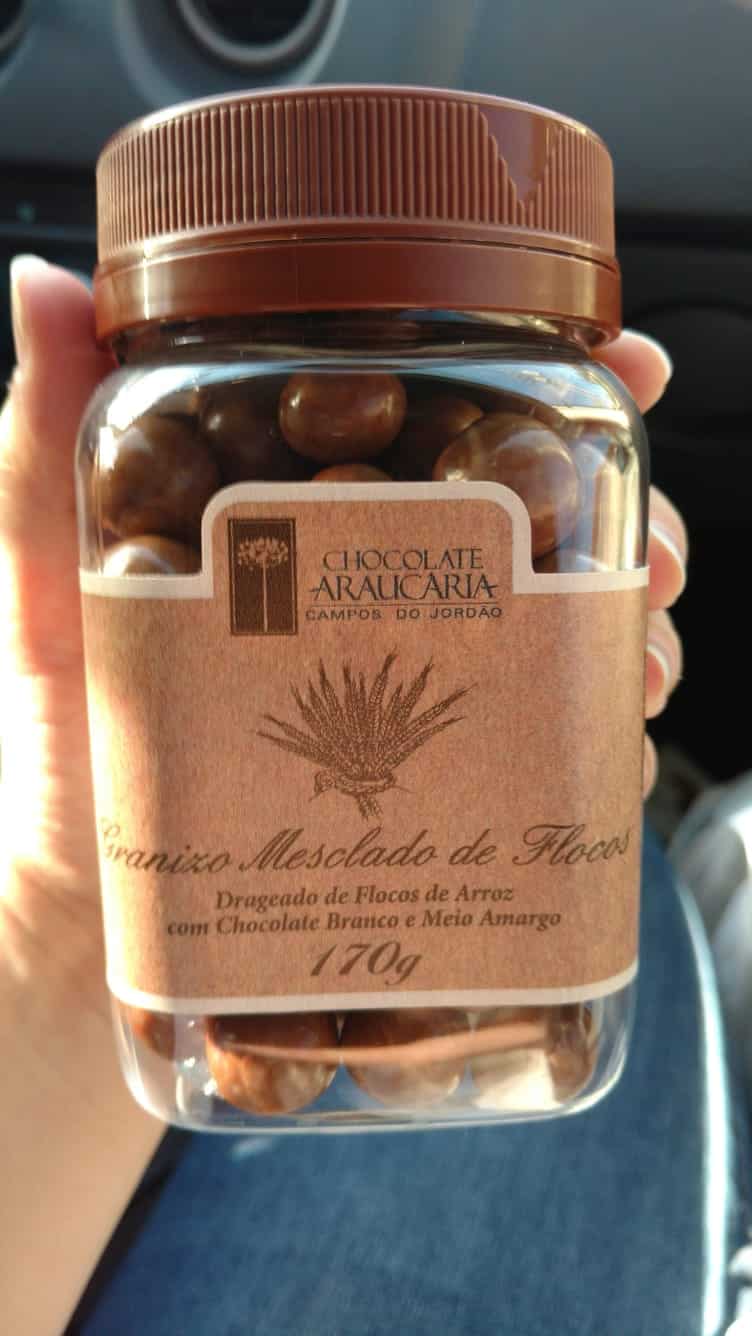 CHOCOLATE
ARAUCARIA
CAMPOS DO JORDÃO
Granizo Mesclado de Flocos
Drageado de Flocos de Arroz
com Chocolate Branco e Meio Amargo
170g